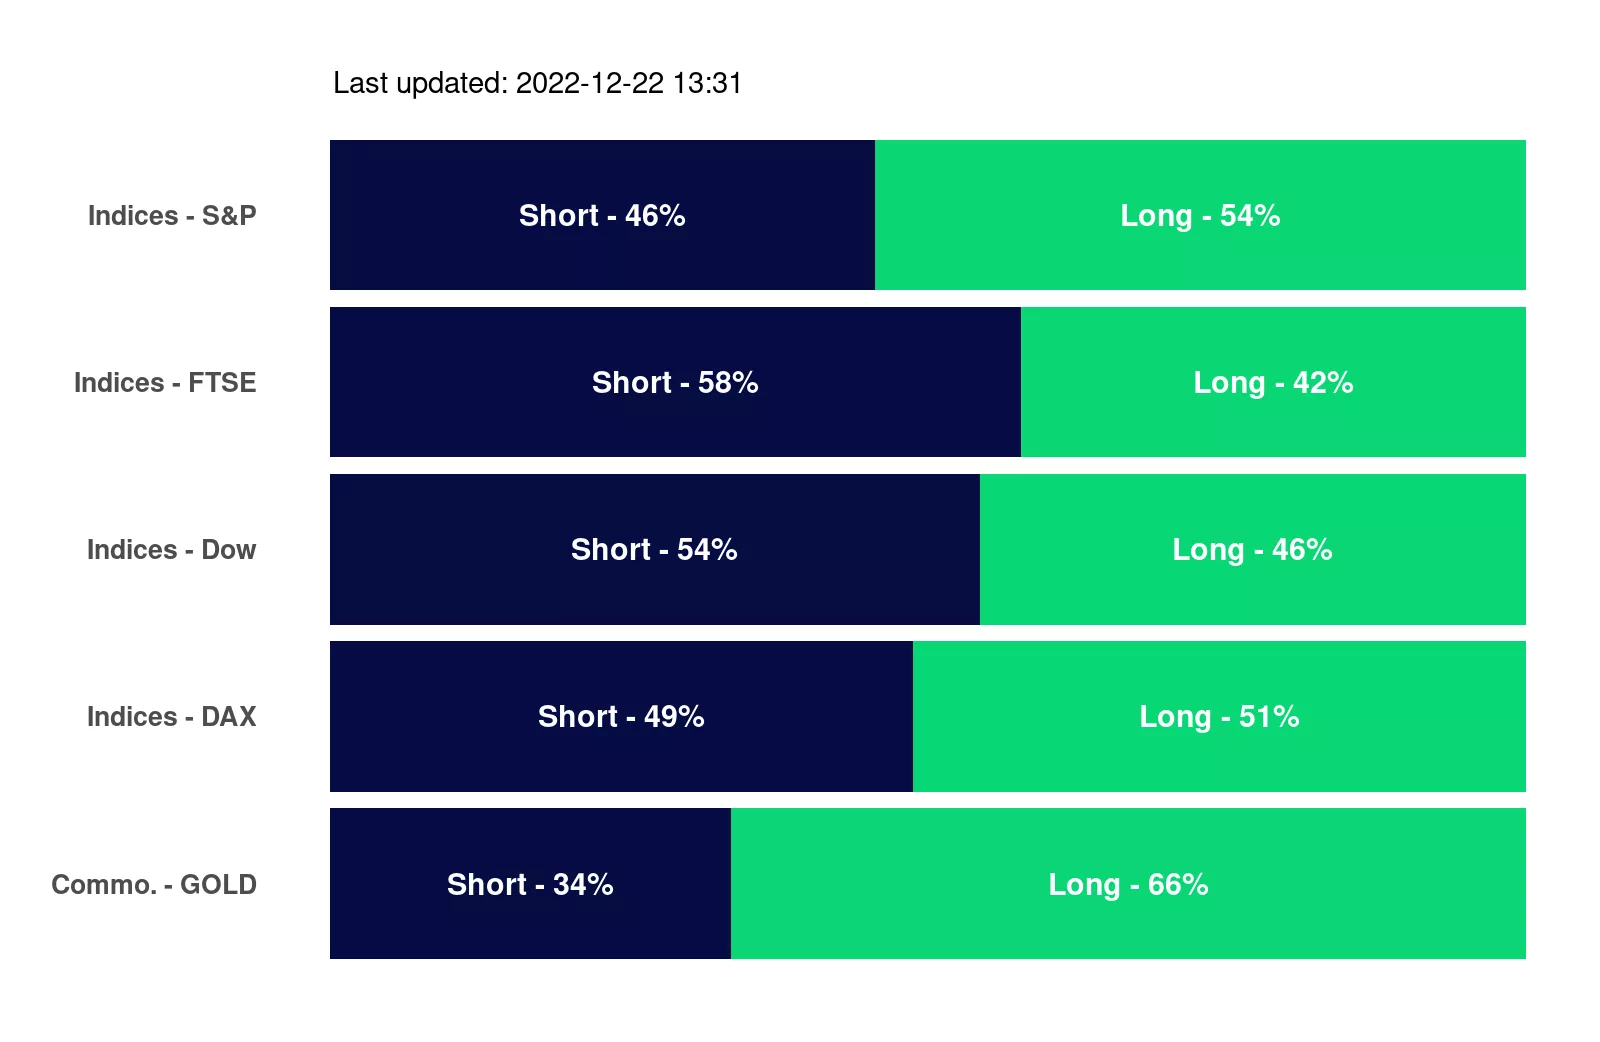 Last updated: 2022-12-22 13:31
Indices - S&P Short - 46% Long - 54%
Indices - FTSE Short - 58% Long - 42%
Indices - Dow Short - 54% Long - 46%
Indices - DAX Short - 49% Long - 51%
Commo. - GOLD Short - 34% Long - 66%